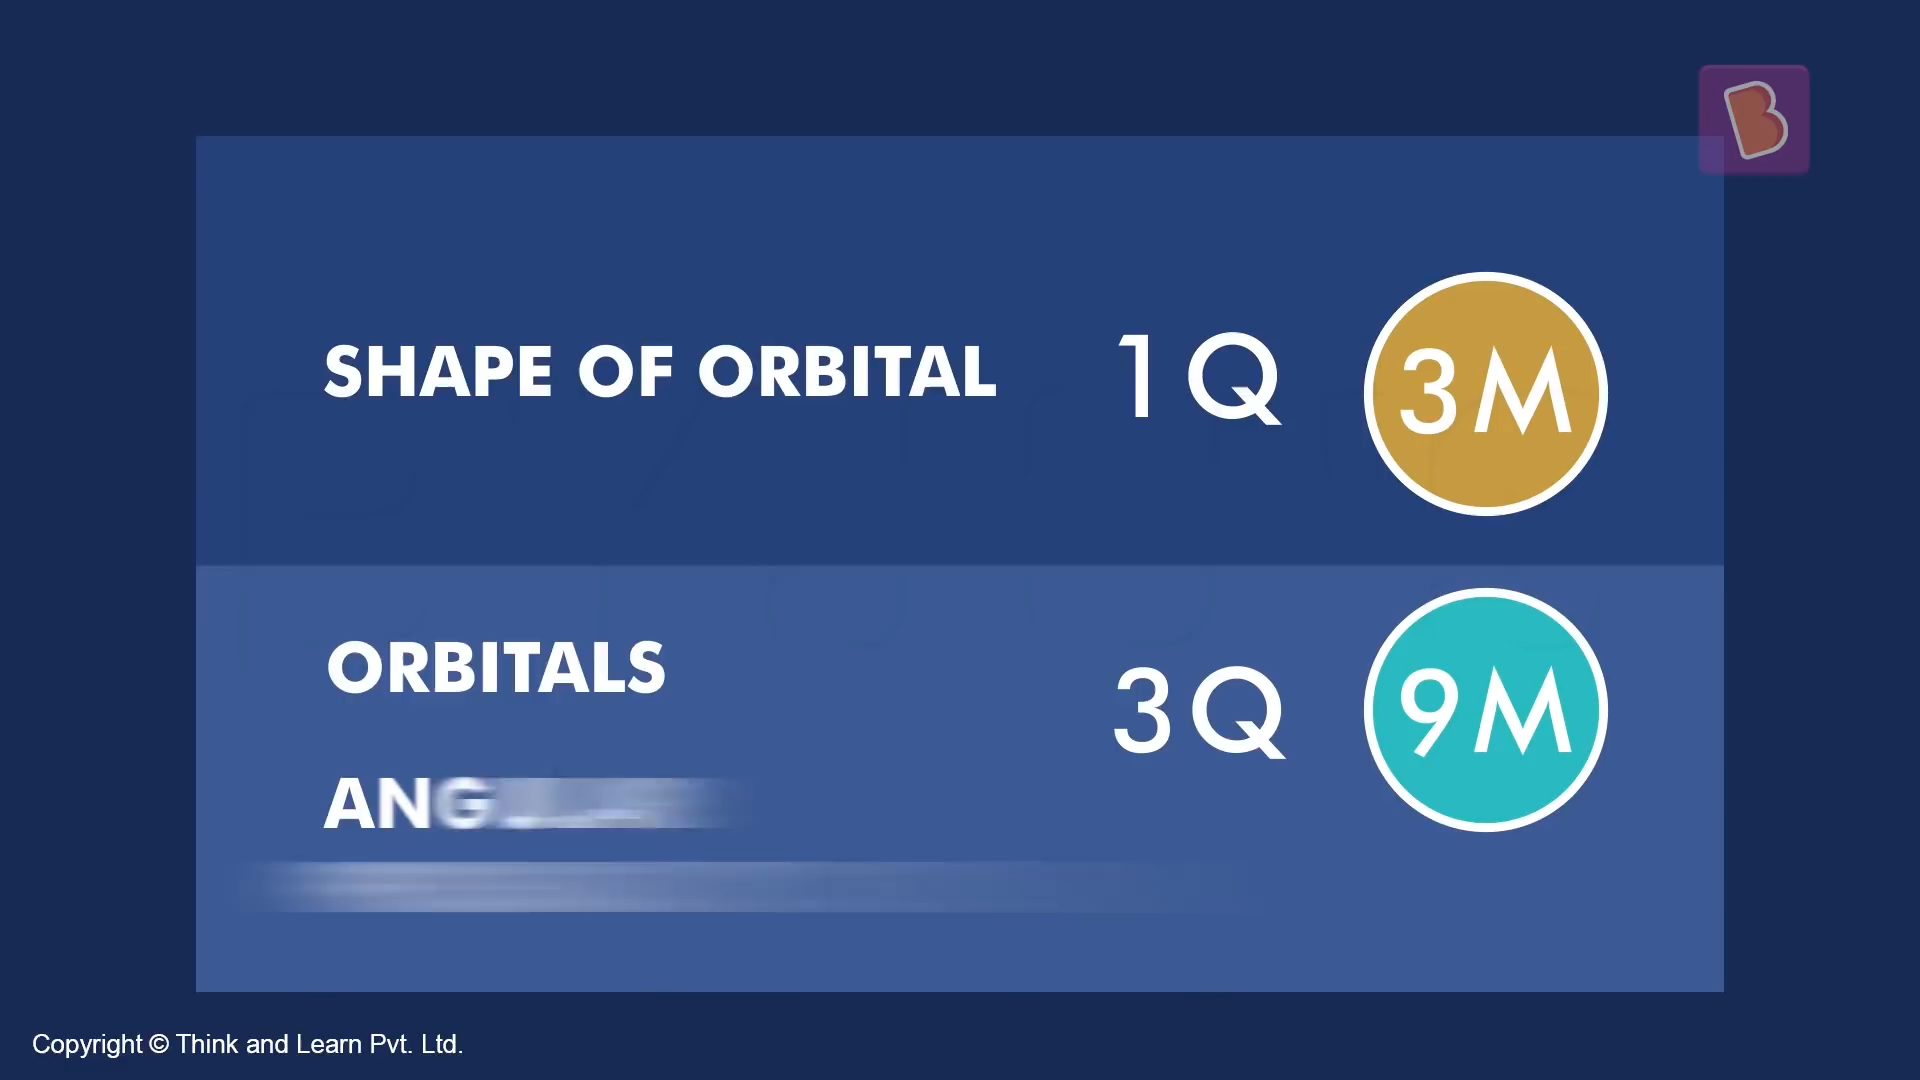 SHAPE OF ORBITAL 1Q 3M
ORBITALS
3Q 9M
Copyright © Think and Learn Pvt. Ltd.